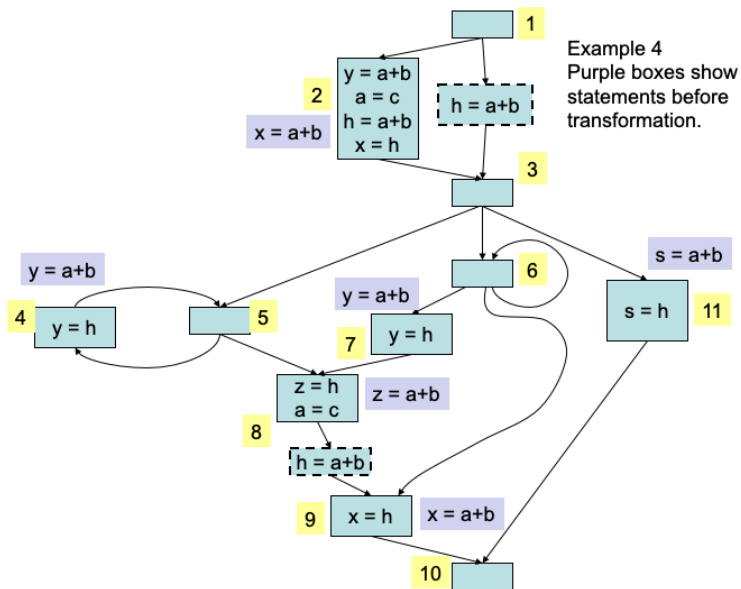 1
Example 4
Purple boxes show
statements before
transformation.
2
y = a+b
a = c
h = a+b
x = h
h = a+b
x = a+b
3
y = a+b
6
s = a+b
4
y = h
5
y = a+b
y = h
7
s = h
11
z = h
a = c
z = a+b
8
h = a+b
9
x = h
x = a+b
10